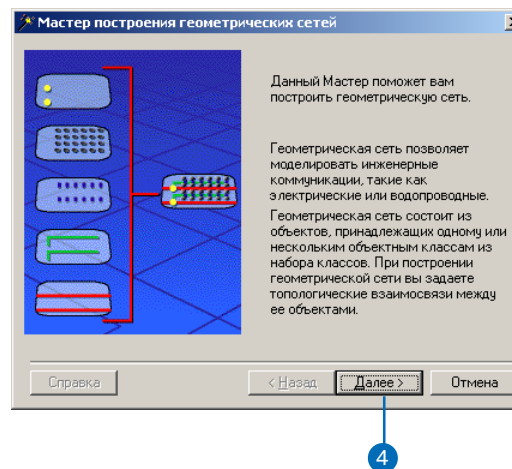 Мастер построения геометрических сетей
Данный Мастер поможет вам
построить геометрическую сеть.
Геометрическая сеть позволяет
моделировать инженерные
коммуникации, такие как
электрические или водопроводные.
Геометрическая сеть состоит из
объектов, принадлежащих одному или
нескольким объектным классам из
набора классов. При построении
геометрической сети вы задаете
топологические взаимосвязи между
ее объектами.
Справка
< Назад
Далее >
Отмена
4